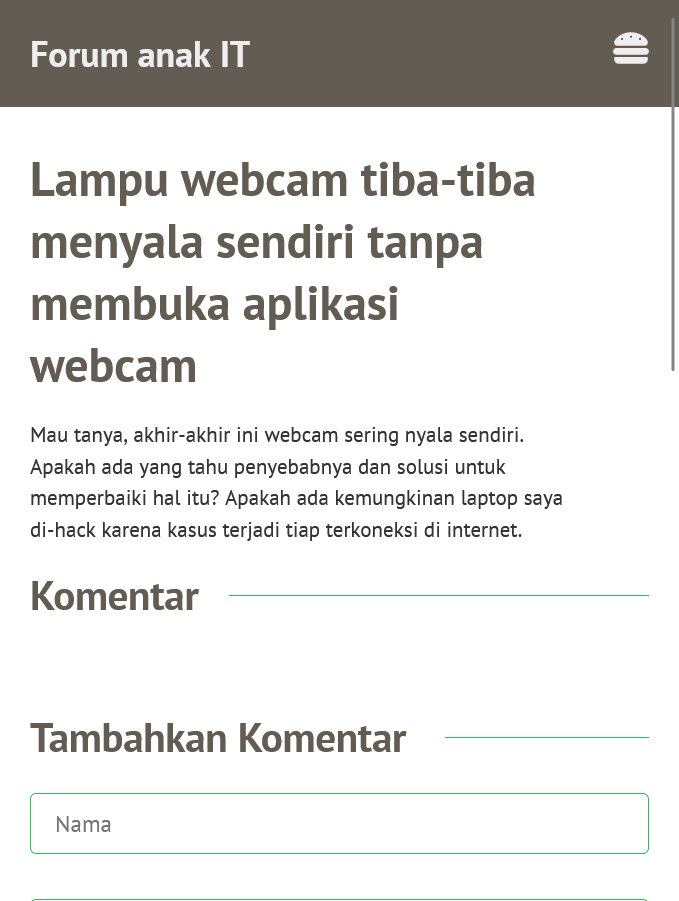 Forum anak IT
Lampu webcam tiba-tiba
menyala sendiri tanpa
membuka aplikasi
webcam
Mau tanya, akhir-akhir ini webcam sering nyala sendiri.
Apakah ada yang tahu penyebabnya dan solusi untuk
memperbaiki hal itu? Apakah ada kemungkinan laptop saya
di-hack karena kasus terjadi tiap terkoneksi di internet.
Komentar
Tambahkan Komentar
Nama